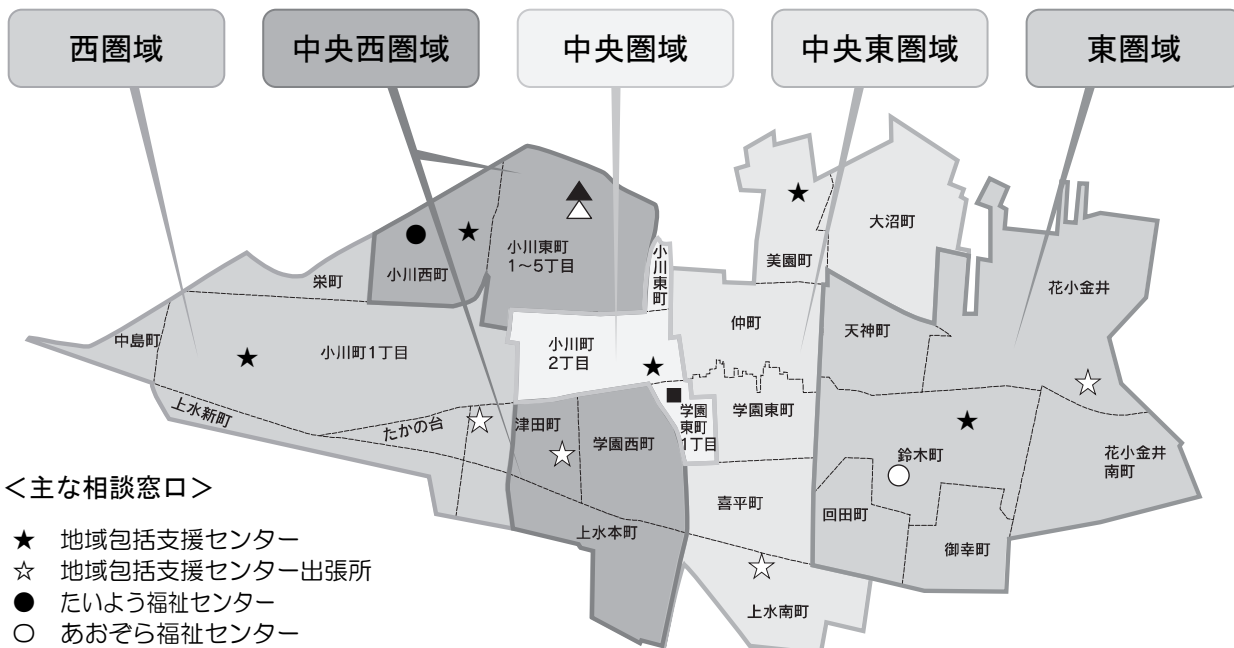 西圏域
中央西圏域
中央圏域
中央東圏域
東圏域
大沼町
美園町
小川東町
1～5丁目
小川東町
小川西町
栄町
花小金井
仲町
天神町
中島町
小川町1丁目
小川町
2丁目
上水新町
たかの台
津田町
学園西町
学園
東町
1丁目
学園東町
鈴木町
花小金井
南町
喜平町
回田町
御幸町
上水本町
上水南町
＜主な相談窓口＞
★ 地域包括支援センター
☆ 地域包括支援センター出張所
● たいよう福祉センター
○ あおぞら福祉センター